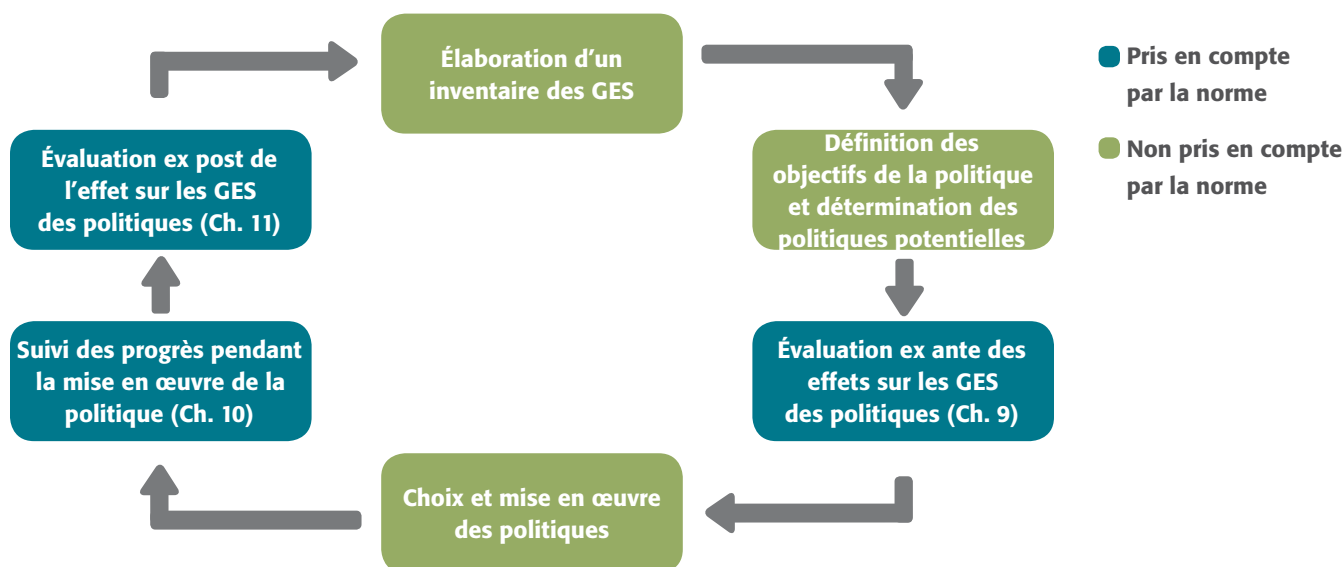 Élaboration d'un
inventaire des GES
Pris en compte
par la norme
Non pris en compte
par la norme
Définition des
objectifs de la politique
et détermination des
politiques potentielles
Évaluation ex post de
l'effet sur les GES
des politiques (Ch. 11)
Suivi des progrès pendant
la mise en œuvre de la
politique (Ch. 10)
Évaluation ex ante des
effets sur les GES
des politiques (Ch. 9)
Choix et mise en œuvre
des politiques